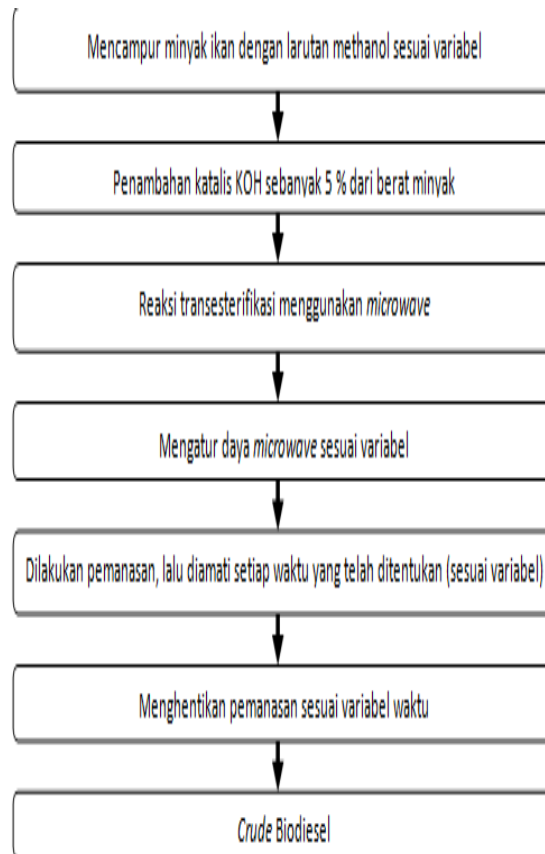 Mencampur minyak ikan dengan larutan methanol sesuai variabel
Penambahan katalis KOH sebanyak 5 % dari berat minyak
Reaksi transesterifikasi menggunakan microwave
Mengatur daya microwave sesuai variabel
Dilakukan pemanasan, lalu diamati setiap waktu yang telah ditentukan (sesuai variabel)
Menghentikan pemanasan sesuai variabel waktu
Crude Biodiesel